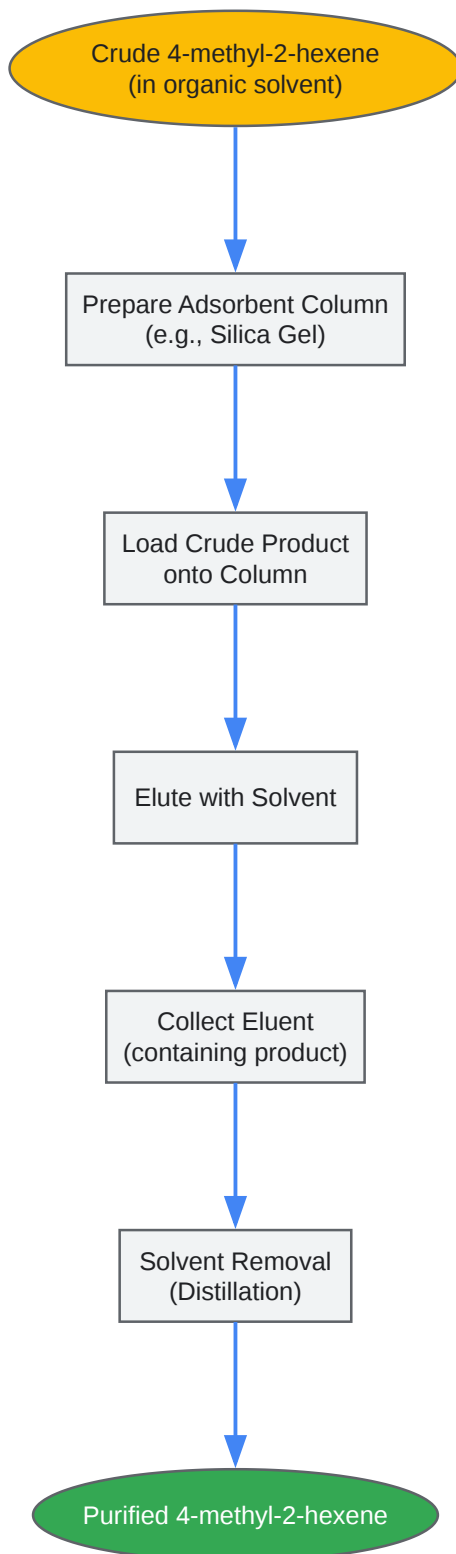 Crude 4-methyl-2-hexene
(in organic solvent)
Prepare Adsorbent Column
(e.g., Silica Gel)
Load Crude Product
onto Column
Elute with Solvent
Collect Eluent
(containing product)
Solvent Removal
(Distillation)
Purified 4-methyl-2-hexene